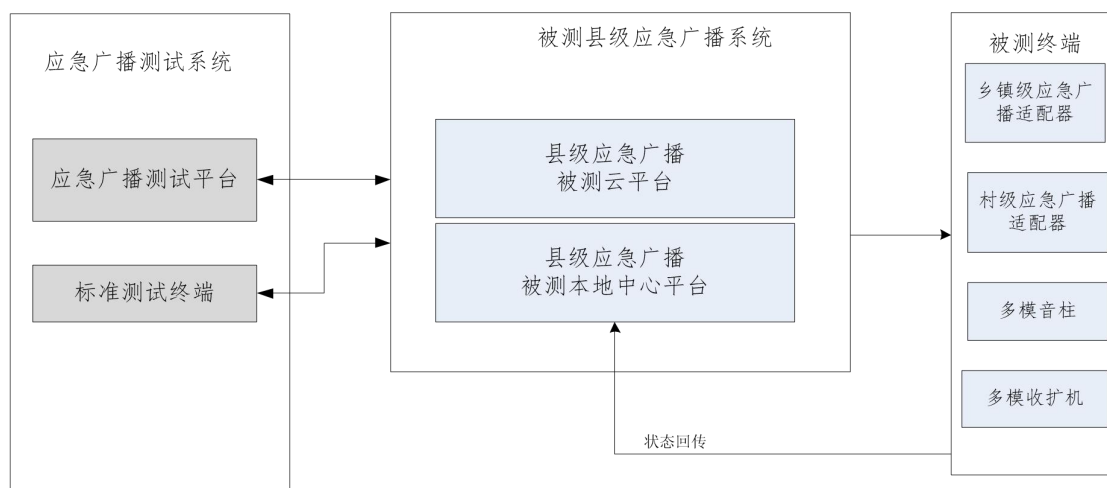 应急广播测试系统
应急广播测试平台
标准测试终端
被测县级应急广播系统
县级应急广播
被测云平台
县级应急广播
被测本地中心平台
被测终端
乡镇级应急广
播适配器
村级应急广播
适配器
多模音柱
多模收扩机
状态回传